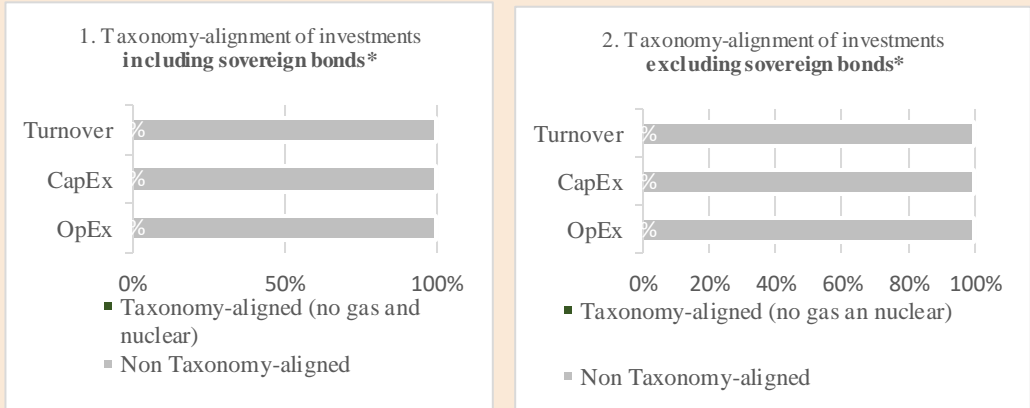 1. Taxonomy-alignment of investments
including sovereign bonds*
Turnover
%
CapEx
%
OpEx
%
0% 50% 100%
Taxonomy-aligned (no gas and
nuclear)
Non Taxonomy-aligned
2. Taxonomy-alignment of investments
excluding sovereign bonds*
Turnover
%
CapEx
%
OpEx
%
0% 20% 40% 60% 80% 100%
Taxonomy-aligned (no gas an nuclear)
Non Taxonomy-aligned